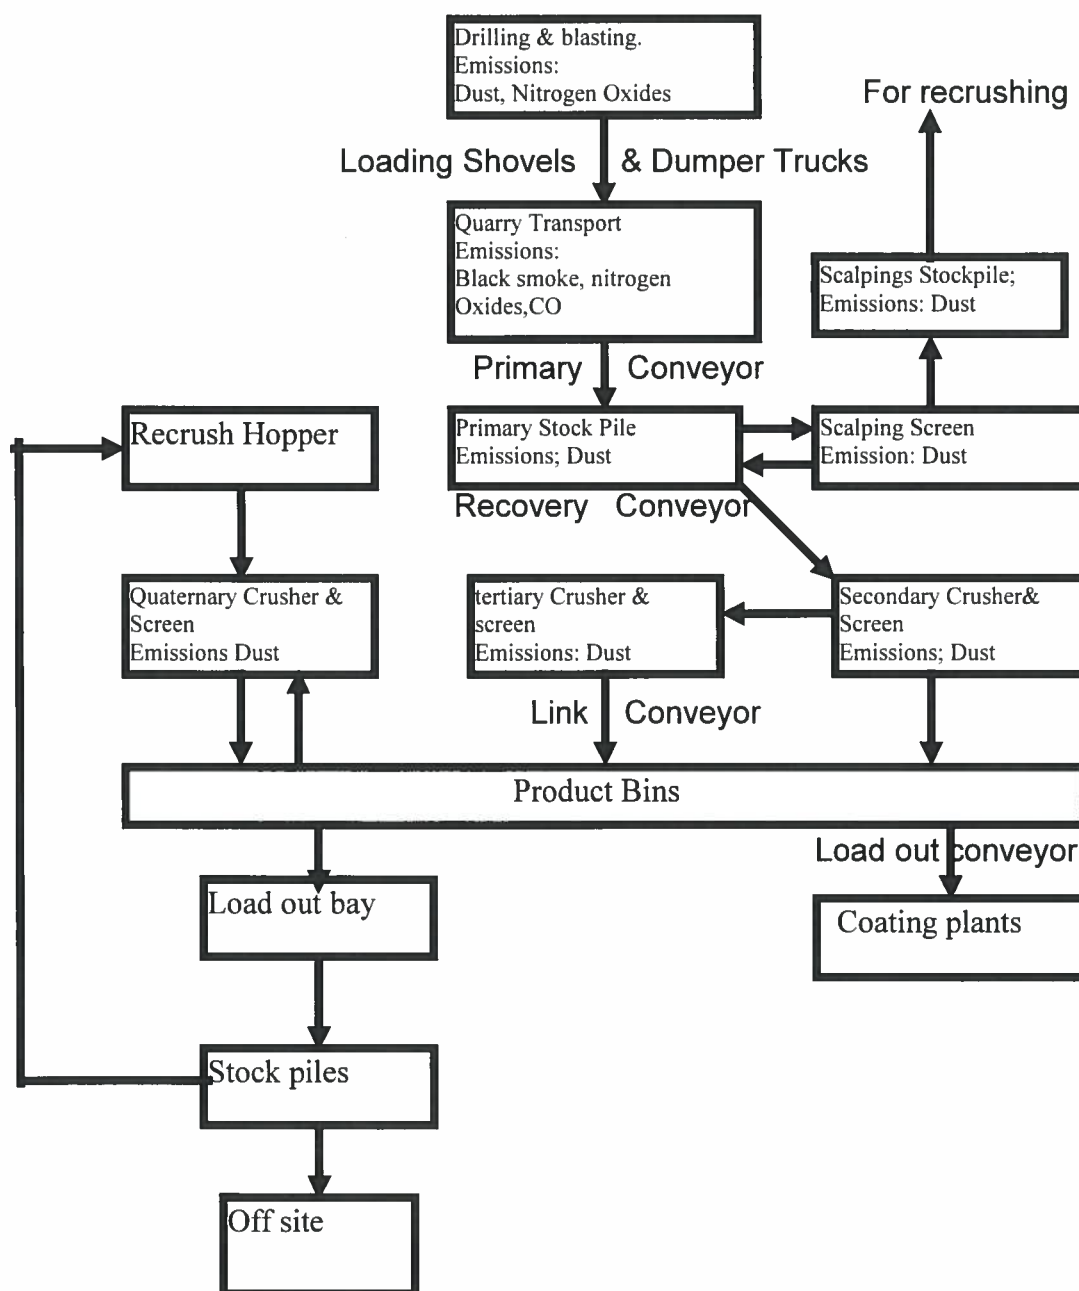 Drilling & blasting.
Emissions:
Dust, Nitrogen Oxides
For recrushing
Loading Shovels & Dumper Trucks
Quarry Transport
Emissions:
Black smoke, nitrogen
Oxides,CO
Scalpings Stockpile;
Emissions: Dust
Primary Conveyor
Recrush Hopper
Primary Stock Pile
Emissions; Dust
Scalping Screen
Emission: Dust
Recovery Conveyor
Quaternary Crusher &
Screen
Emissions Dust
tertiary Crusher &
screen
Emissions: Dust
Secondary Crusher&
Screen
Emissions; Dust
Link Conveyor
Product Bins
Load out conveyor
Load out bay
Coating plants
Stock piles
Off site